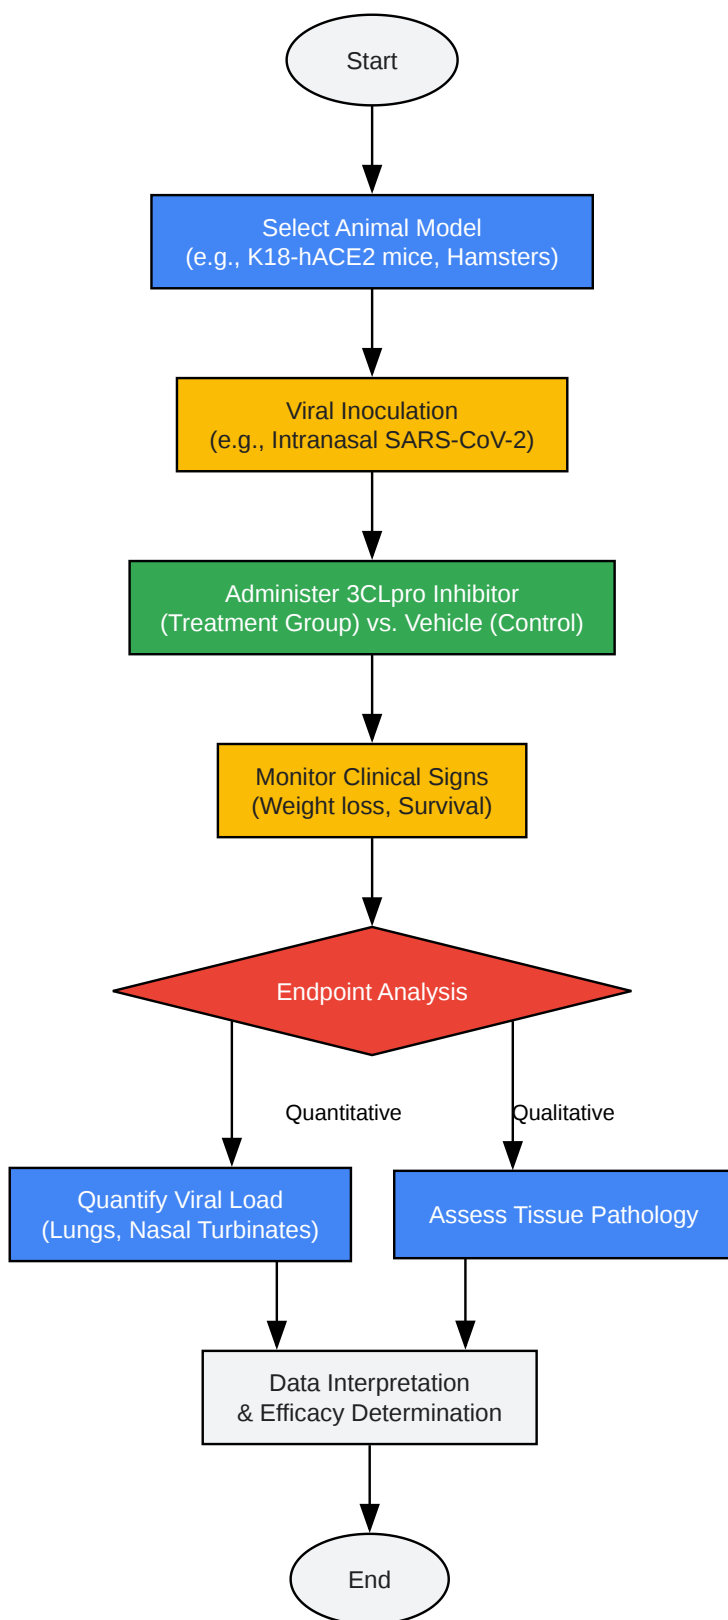 Start
Select Animal Model
(e.g., K18-hACE2 mice, Hamsters)
Viral Inoculation
(e.g., Intranasal SARS-CoV-2)
Administer 3CLpro Inhibitor
(Treatment Group) vs. Vehicle (Control)
Monitor Clinical Signs
(Weight loss, Survival)
Endpoint Analysis
Quantitative
Qualitative
Quantify Viral Load
(Lungs, Nasal Turbinates)
Assess Tissue Pathology
Data Interpretation
& Efficacy Determination
End